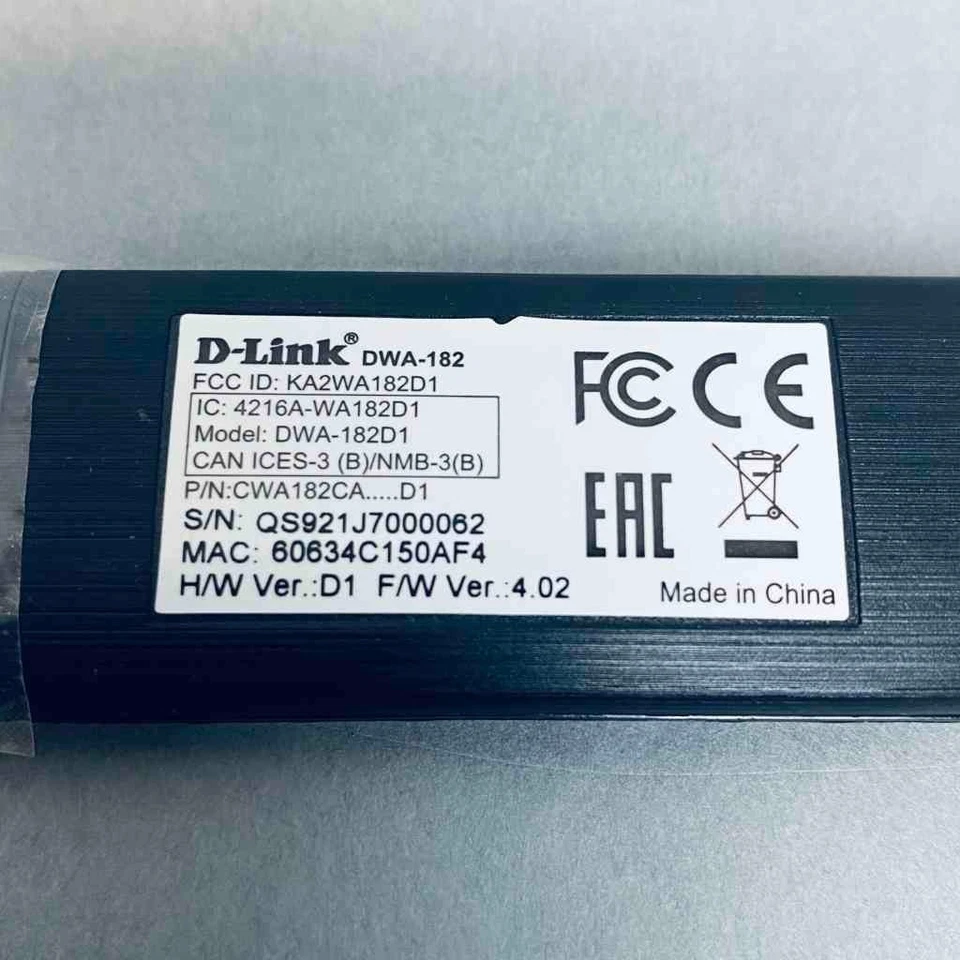 D-Link® DWA-182
FCC ID: KA2WA182D1
IC: 4216A-WA182D1
Model: DWA-182D1
CAN ICES-3 (B)/NMB-3(B)
P/N:CWA182CA.....D1
S/N: QS921J7000062
MAC: 60634C150AF4
H/W Ver.:D1 F/W Ver.:4.02
FC CE
EAC
Made in China